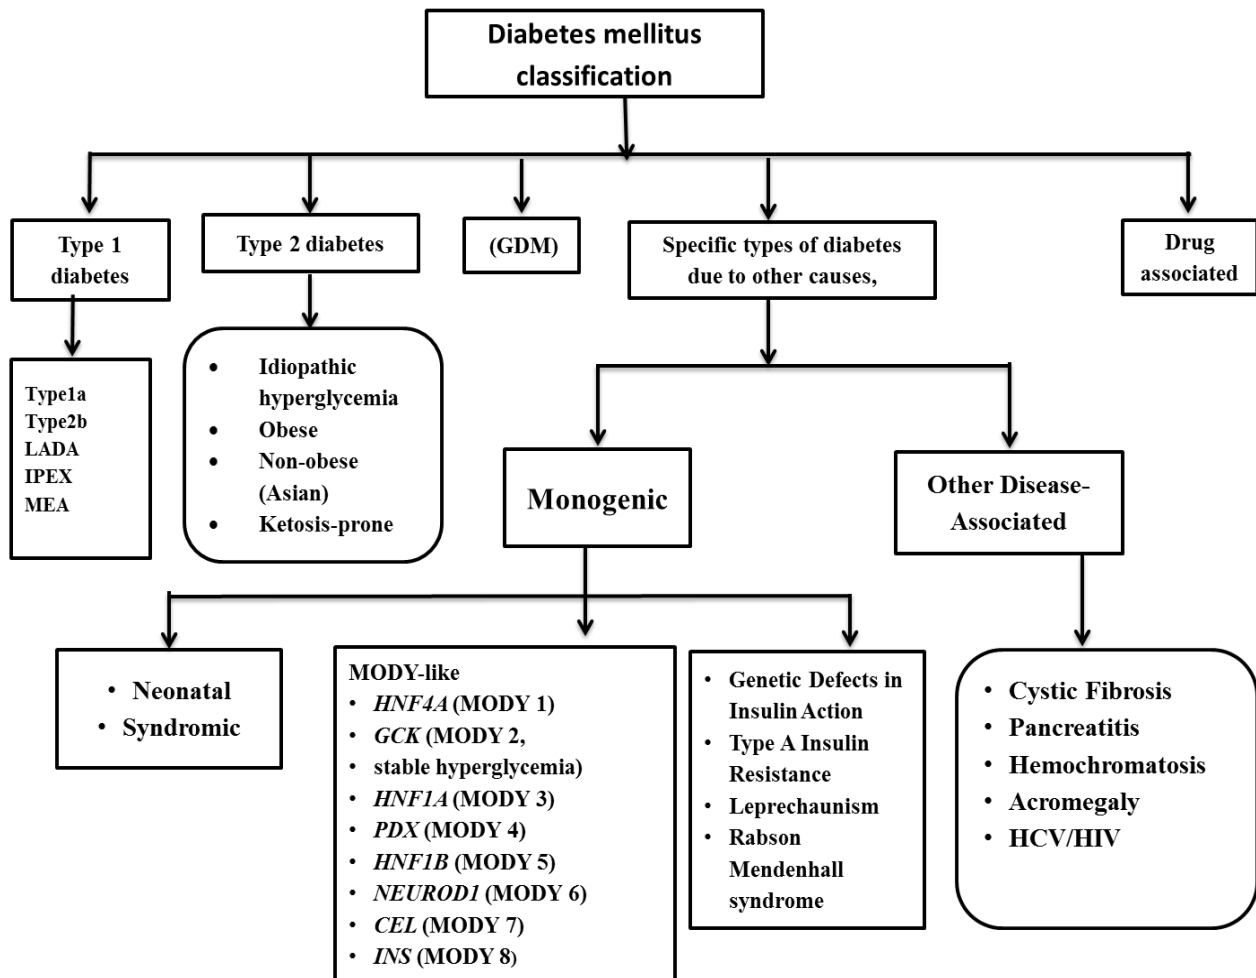 Diabetes mellitus
classification
Type 1
diabetes
Type 2 diabetes
(GDM)
Specific types of diabetes
due to other causes,
Drug
associated
Type1a
Type2b
LADA
IPEX
MEA
• Idiopathic
hyperglycemia
• Obese
• Non-obese
(Asian)
• Ketosis-prone
Monogenic
Other Disease-
Associated
• Neonatal
• Syndromic
MODY-like
• HNF4A (MODY 1)
• GCK (MODY 2,
• stable hyperglycemia)
• HNF1A (MODY 3)
• PDX (MODY 4)
• HNF1B (MODY 5)
• NEUROD1 (MODY 6)
• CEL (MODY 7)
• INS (MODY 8)
• Genetic Defects in
Insulin Action
• Type A Insulin
Resistance
• Leprechaunism
• Rabson
Mendenhall
syndrome
• Cystic Fibrosis
• Pancreatitis
• Hemochromatosis
• Acromegaly
• HCV/HIV